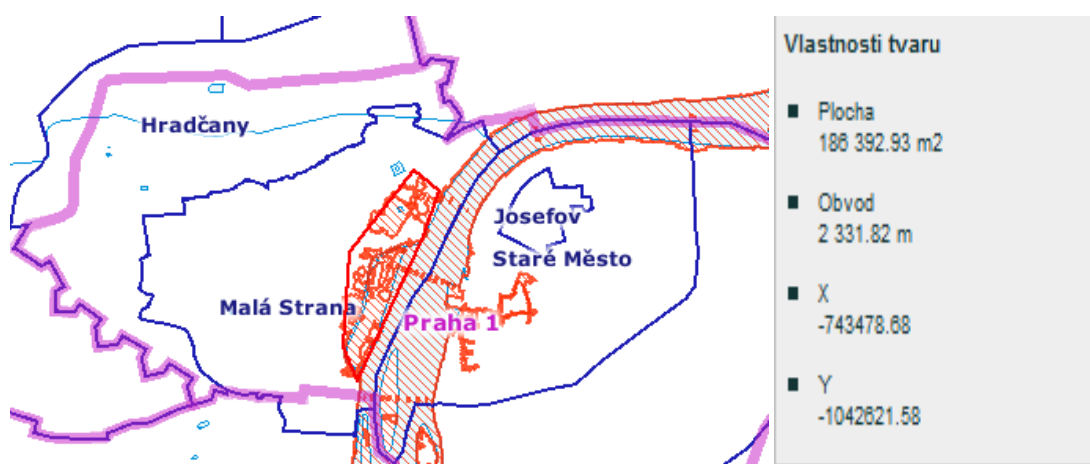 Hradčany
Josefov
Staré Město
Malá Strana
Praha 1
Vlastnosti tvaru
Plocha
186 392.93 m2
Obvod
2 331.82 m
X
-743478.68
Y
-1042621.58